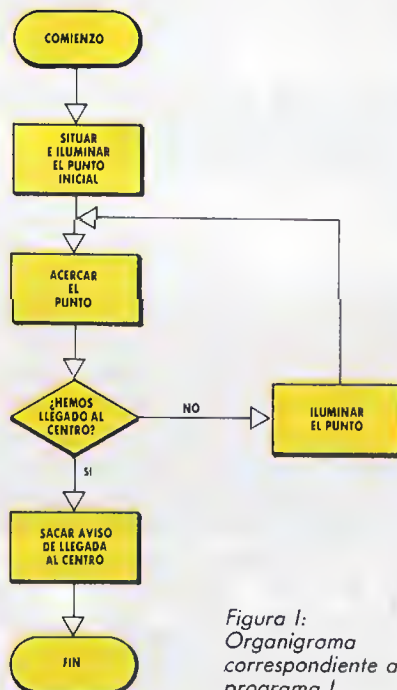 COMIENZO
SITUAR
E ILUMINAR
EL PUNTO
INICIAL
ACERCAR
EL
PUNTO
¿HEMOS
LLEGADO AL
CENTRO?
NO
ILUMINAR
EL PUNTO
SI
SACAR AVISO
DE LLEGADA
AL CENTRO
FIN
Figura 1:
Organigrama
correspondiente a
programa 1